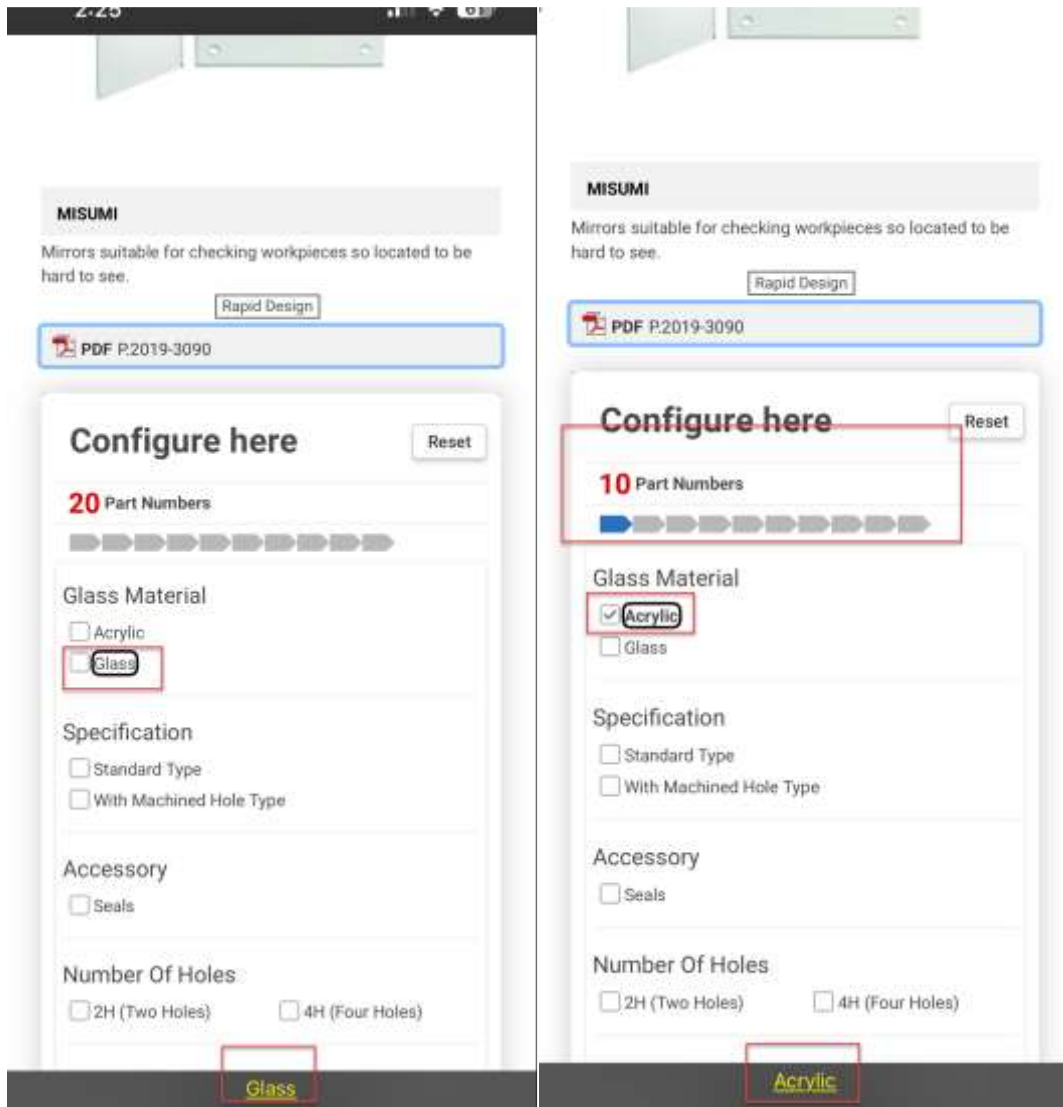 2:25
MISUMI
Mirrors suitable for checking workpieces so located to be
hard to see.
Rapid Design
PDF P.2019-3090
Configure here
Reset
20 Part Numbers
Glass Material
Acrylic
Glass
Specification
Standard Type
With Machined Hole Type
Accessory
Seals
Number Of Holes
2H (Two Holes) 4H (Four Holes)
Glass
MISUMI
Mirrors suitable for checking workpieces so located to be
hard to see.
Rapid Design
PDF P.2019-3090
Configure here
Reset
10 Part Numbers
Glass Material
Acrylic
Glass
Specification
Standard Type
With Machined Hole Type
Accessory
Seals
Number Of Holes
2H (Two Holes) 4H (Four Holes)
Acrylic